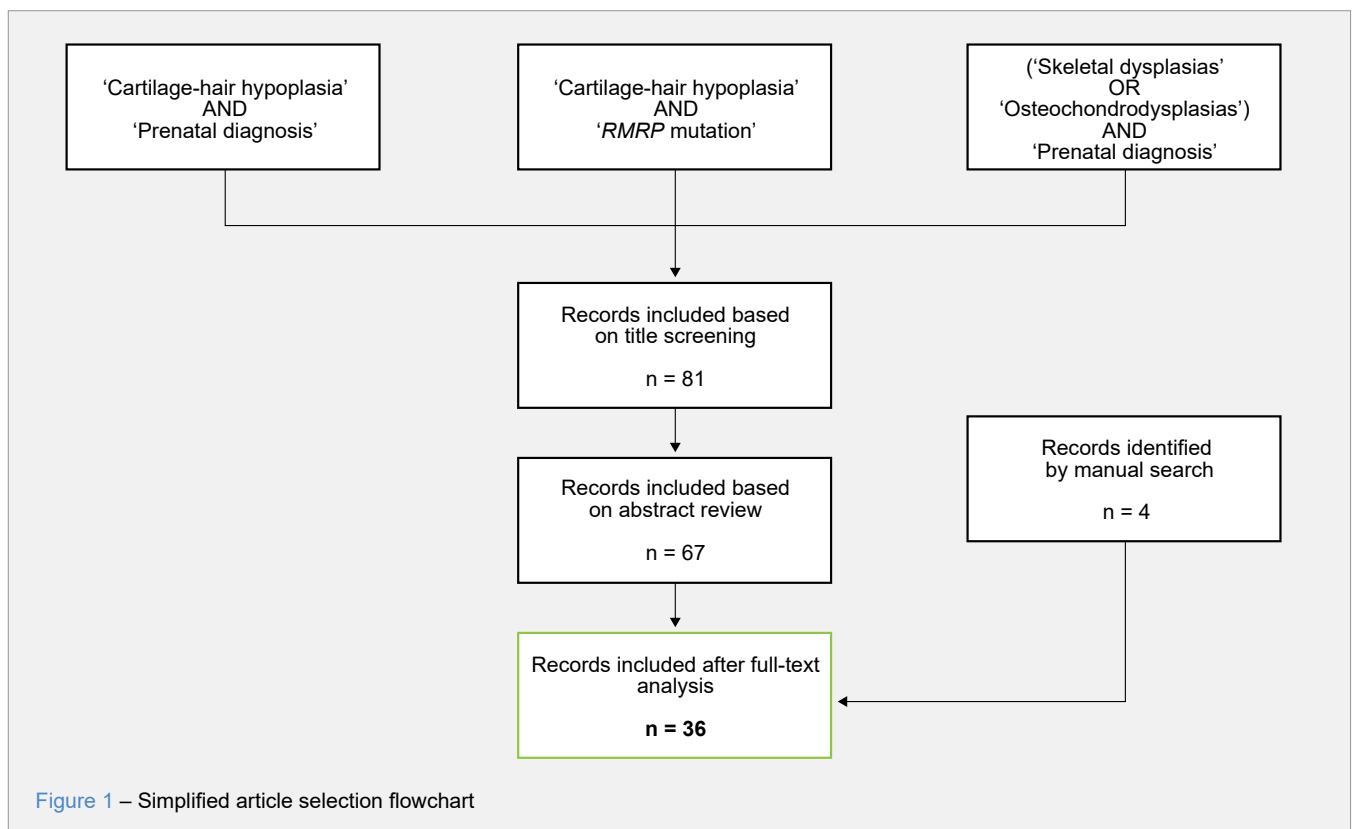 ‘Cartilage-hair hypoplasia’
AND
‘Prenatal diagnosis’
‘Cartilage-hair hypoplasia’
AND
‘RMRP mutation’
(‘Skeletal dysplasias’
OR
‘Osteochondrodysplasias’)
AND
‘Prenatal diagnosis’
Records included based
on title screening
n = 81
Records included based
on abstract review
n = 67
Records identified
by manual search
n = 4
Records included after full-text
analysis
n = 36
Figure 1 – Simplified article selection flowchart